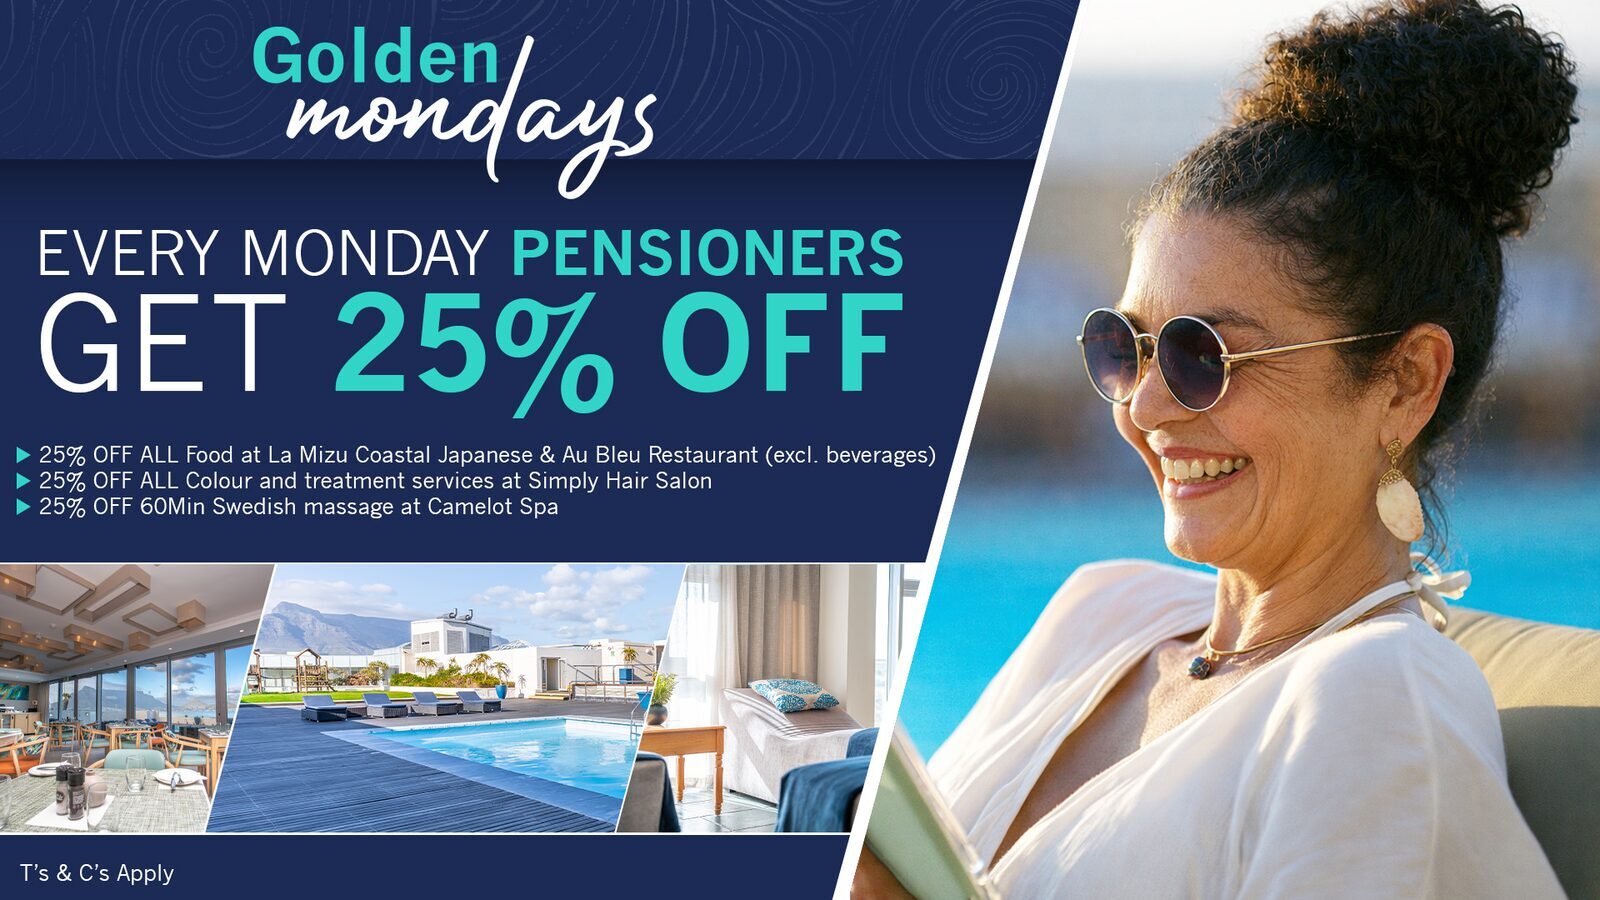 Golden
mondays
EVERY MONDAY PENSIONERS
GET 25% OFF
25% OFF ALL Food at La Mizu Coastal Japanese & Au Bleu Restaurant (excl. beverages)
25% OFF ALL Colour and treatment services at Simply Hair Salon
25% OFF 60Min Swedish massage at Camelot Spa
T's & C's Apply